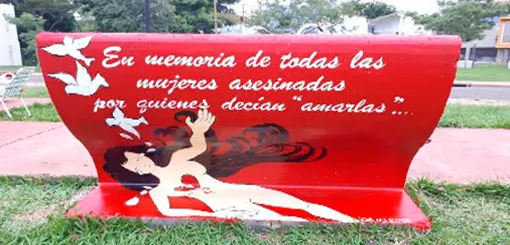 En memoria de todas las
mujeres asesinadas
por quienes decían "amarlas"...